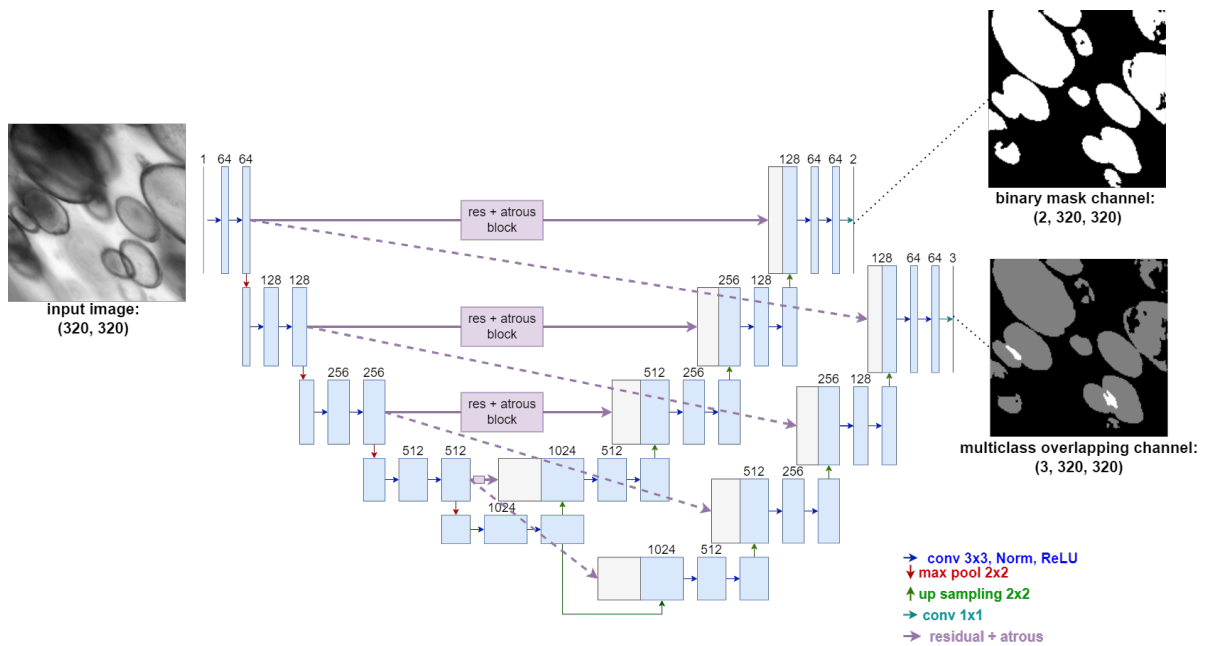 binary mask channel:
(2, 320, 320)
1 64 64
128 64 64 2
res + atrous
block
input image:
(320, 320)
128 128
256 128
res + atrous
block
128 64 64 3
256 256
512 256
res + atrous
block
256 128
multiclass overlapping channel:
(3, 320, 320)
512 512
1024 512
512 256
1024
1024 512
conv 3x3, Norm, ReLU
max pool 2x2
up sampling 2x2
conv 1x1
residual + atrous